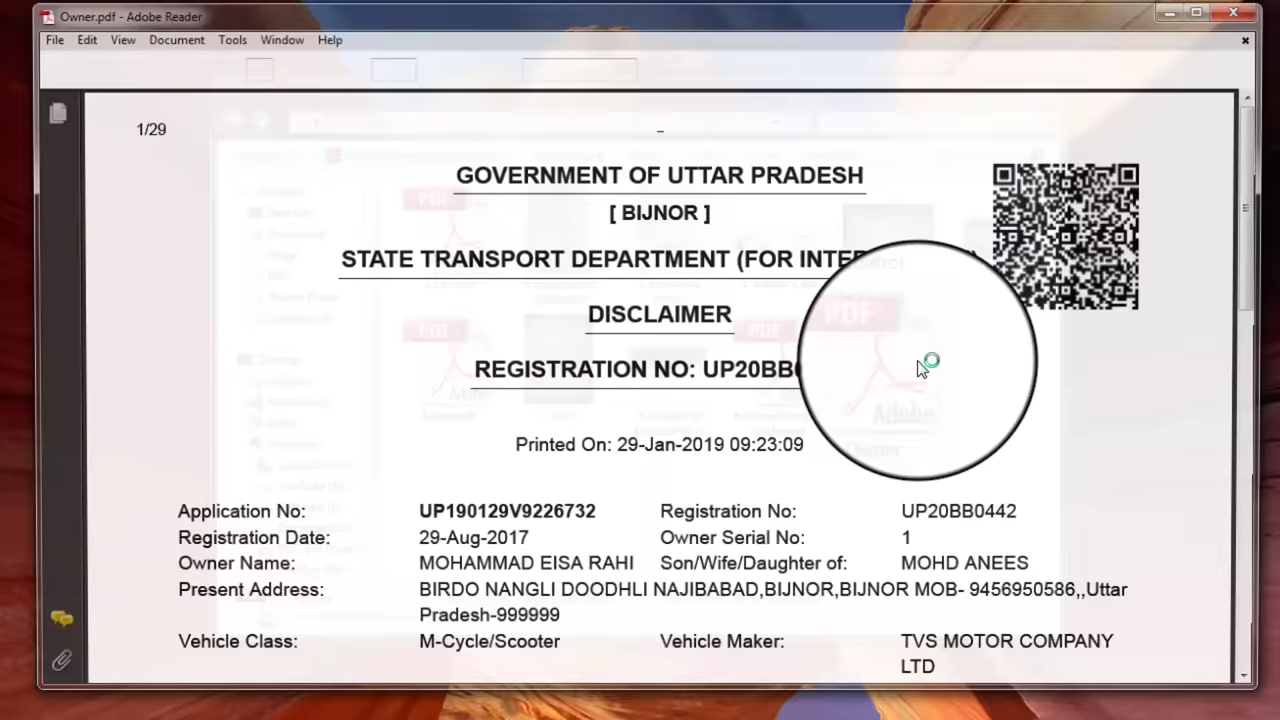 Owner.pdf - Adobe Reader
File Edit View Document Tools Window Help
1/29
GOVERNMENT OF UTTAR PRADESH
[ BIJNOR ]
STATE TRANSPORT DEPARTMENT (FOR
DISCLAIMER
REGISTRATION NO:
Printed On: 29-Jan-2019 09:23:09
Application No: UP190129V9226732 Registration No: UP20BB0442
Registration Date: 29-Aug-2017 Owner Serial No: 1
Owner Name: MOHAMMAD EISA RAHI Son/Wife/Daughter of: MOHD ANEES
Present Address: BIRDO NANGLI DOODHLI NAJIBABAD,BIJNOR,BIJNOR MOB- 9456950586,,Uttar
Pradesh-999999
Vehicle Class: M-Cycle/Scooter Vehicle Maker: TVS MOTOR COMPANY
LTD
PDF
Adobe